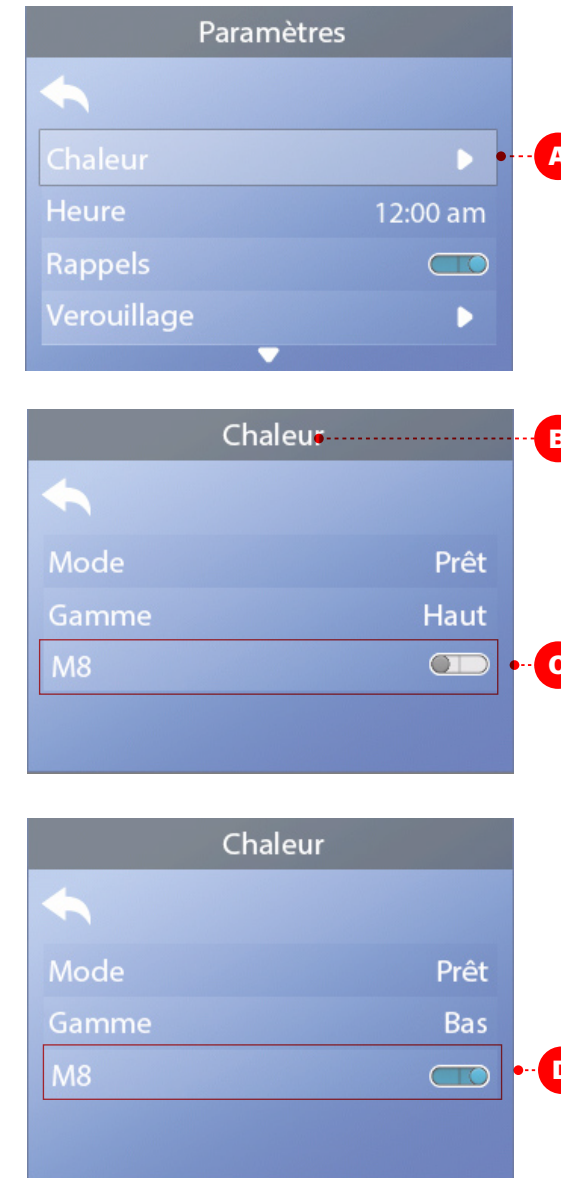 Paramètres
Chaleur
A
Heure 12:00 am
Rappels
Verouillage
Chaleur
B
Mode Prêt
Gamme Haut
M8
C
Chaleur
Mode Prêt
Gamme Bas
M8
D